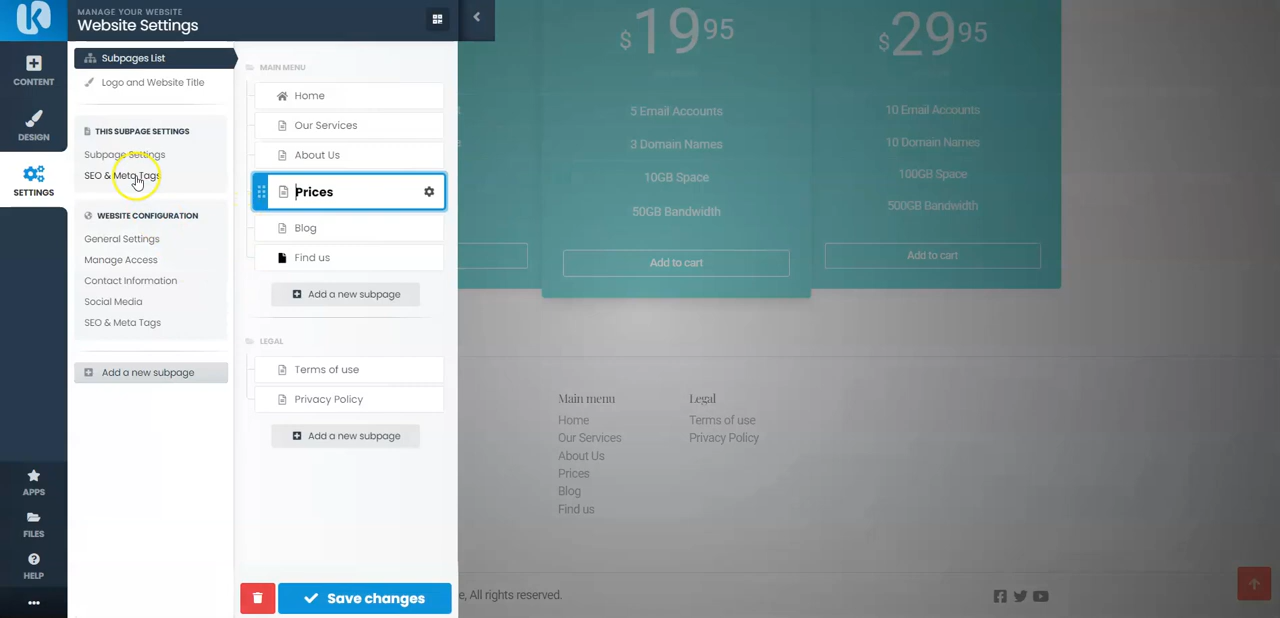 MANAGE YOUR WEBSITE
Website Settings
CONTENT
DESIGN
SETTINGS
APPS
FILES
HELP
Subpages List
Logo and Website Title
THIS SUBPAGE SETTINGS
Subpage Settings
SEO & Meta Tags
WEBSITE CONFIGURATION
General Settings
Manage Access
Contact Information
Social Media
SEO & Meta Tags
Add a new subpage
MAIN MENU
Home
Our Services
About Us
Prices
Blog
Find us
Add a new subpage
LEGAL
Terms of use
Privacy Policy
Add a new subpage
Save changes
$1995
5 Email Accounts
3 Domain Names
10GB Space
50GB Bandwidth
Add to cart
$2995
10 Email Accounts
10 Domain Names
100GB Space
500GB Bandwidth
Add to cart
Main menu
Home
Our Services
About Us
Prices
Blog
Find us
Legal
Terms of use
Privacy Policy
, All rights reserved.